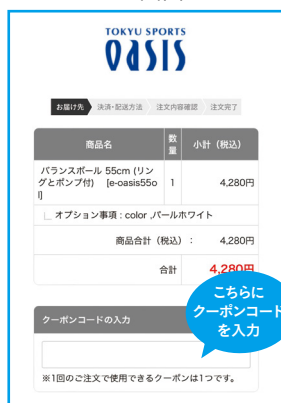 TOKYU SPORTS
Oasis
お届け先 決済・配送方法 注文内容確認 注文完了
商品名 数量 小計（税込）
バランスボール 55cm (リン
グとポンプ付) [e-oasis55o
l] 1 4,280円
オプション事項 : color ,パールホワイト
商品合計（税込）： 4,280円
合計 4,280円
こちらに
クーポンコード
を入力
クーポンコードの入力
※1回のご注文で使用できるクーポンは1つです。